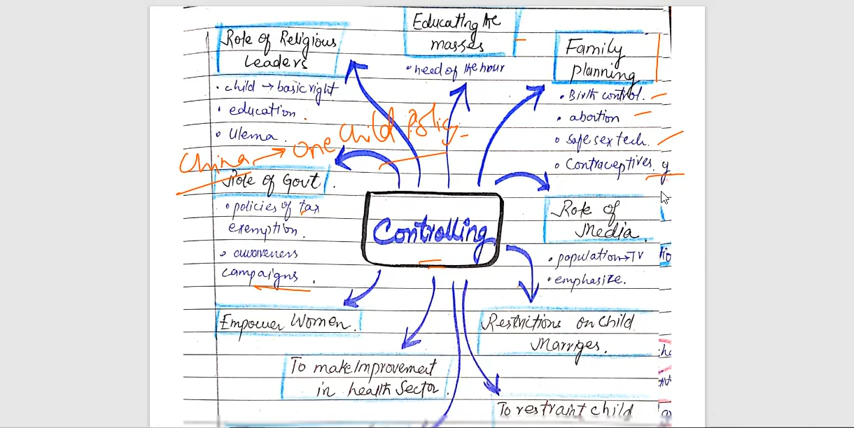 Educating the
masses
• need of the hour
Role of Religious
Leaders
• child → basic right
• education.
• Ulema.
Family
planning
• Birth control.
• abortion
• safe sex tech.
• Contraceptives.
China → one Child Policy
Role of Govt.
• policies of tax
exemption.
• awareness
campaigns.
Controlling
Role of
Media
• population → TV
• emphasize.
Empower Women.
Restrictions on Child
Marriges.
To make Improvement
in health Sector
To restraint child